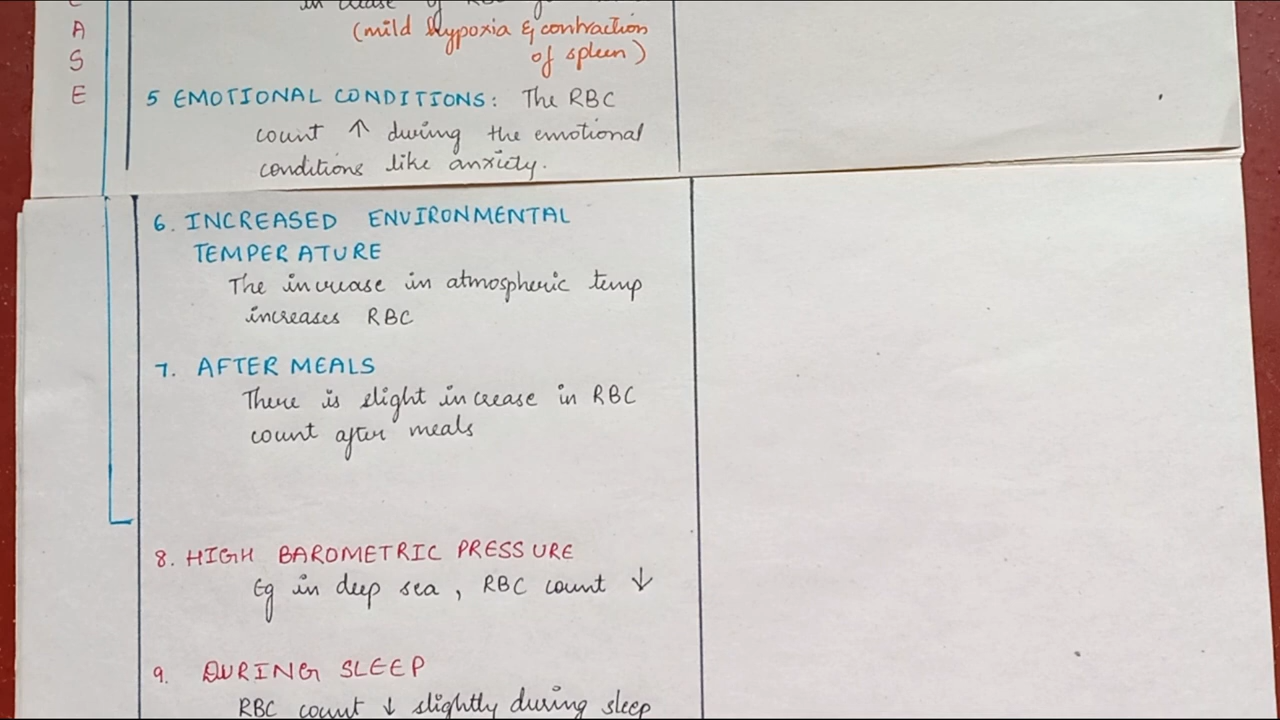 A
S
E
(mild Hypoxia & contraction
of spleen)
5 EMOTIONAL CONDITIONS: The RBC
count ↑ during the emotional
conditions like anxiety.
6. INCREASED ENVIRONMENTAL
TEMPERATURE
The increase in atmospheric temp
increases RBC
7. AFTER MEALS
There is slight increase in RBC
count after meals
8. HIGH BAROMETRIC PRESSURE
Eg in deep sea, RBC count ↓
9. DURING SLEEP
RBC count ↓ slightly during sleep